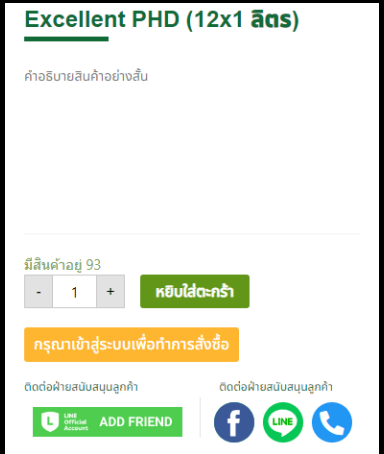 Excellent PHD (12x1 ลิตร)
คำอธิบายสินค้าอย่างสั้น
มีสินค้าอยู่ 93
- 1 +
หยิบใส่ตะกร้า
กรุณาเข้าสู่ระบบเพื่อทำการสั่งซื้อ
ติดต่อฝ่ายสนับสนุนลูกค้า
ติดต่อฝ่ายสนับสนุนลูกค้า
L LINE Official Account ADD FRIEND
f LINE